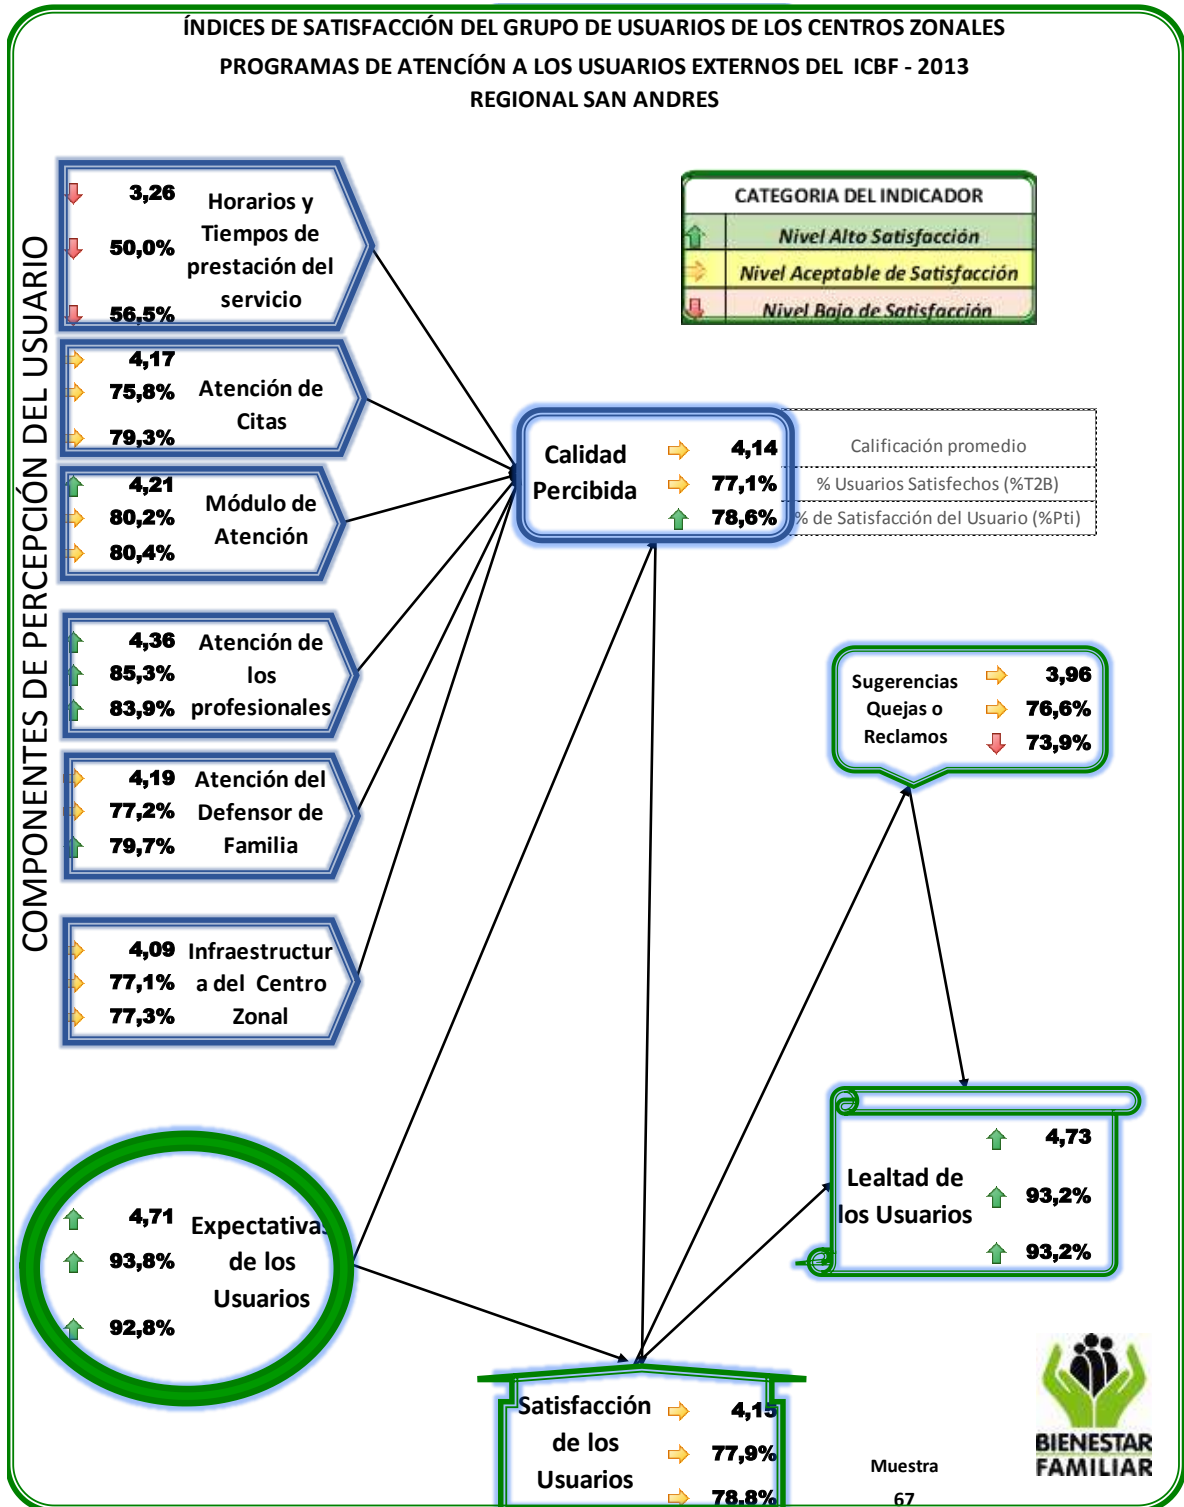 ÍNDICES DE SATISFACCIÓN DEL GRUPO DE USUARIOS DE LOS CENTROS ZONALES
PROGRAMAS DE ATENCÍÓN A LOS USUARIOS EXTERNOS DEL ICBF - 2013
REGIONAL SAN ANDRES
COMPONENTES DE PERCEPCIÓN DEL USUARIO
3,26
50,0%
56,5%
Horarios y
Tiempos de
prestación del
servicio
CATEGORIA DEL INDICADOR
Nivel Alto Satisfacción
Nivel Aceptable de Satisfacción
Nivel Bajo de Satisfacción
4,17
75,8%
79,3%
Atención de
Citas
4,21
80,2%
80,4%
Módulo de
Atención
Calidad
Percibida
4,14
77,1%
78,6%
Calificación promedio
% Usuarios Satisfechos (%T2B)
% de Satisfacción del Usuario (%Pti)
4,36
85,3%
83,9%
Atención de
los
profesionales
Sugerencias
Quejas o
Reclamos
3,96
76,6%
73,9%
4,19
77,2%
79,7%
Atención del
Defensor de
Familia
4,09
77,1%
77,3%
Infraestructur
a del Centro
Zonal
Lealtad de
los Usuarios
4,73
93,2%
93,2%
4,71
93,8%
92,8%
Expectativas
de los
Usuarios
Satisfacción
de los
Usuarios
4,15
77,9%
78,8%
Muestra
67
BIENESTAR
FAMILIAR